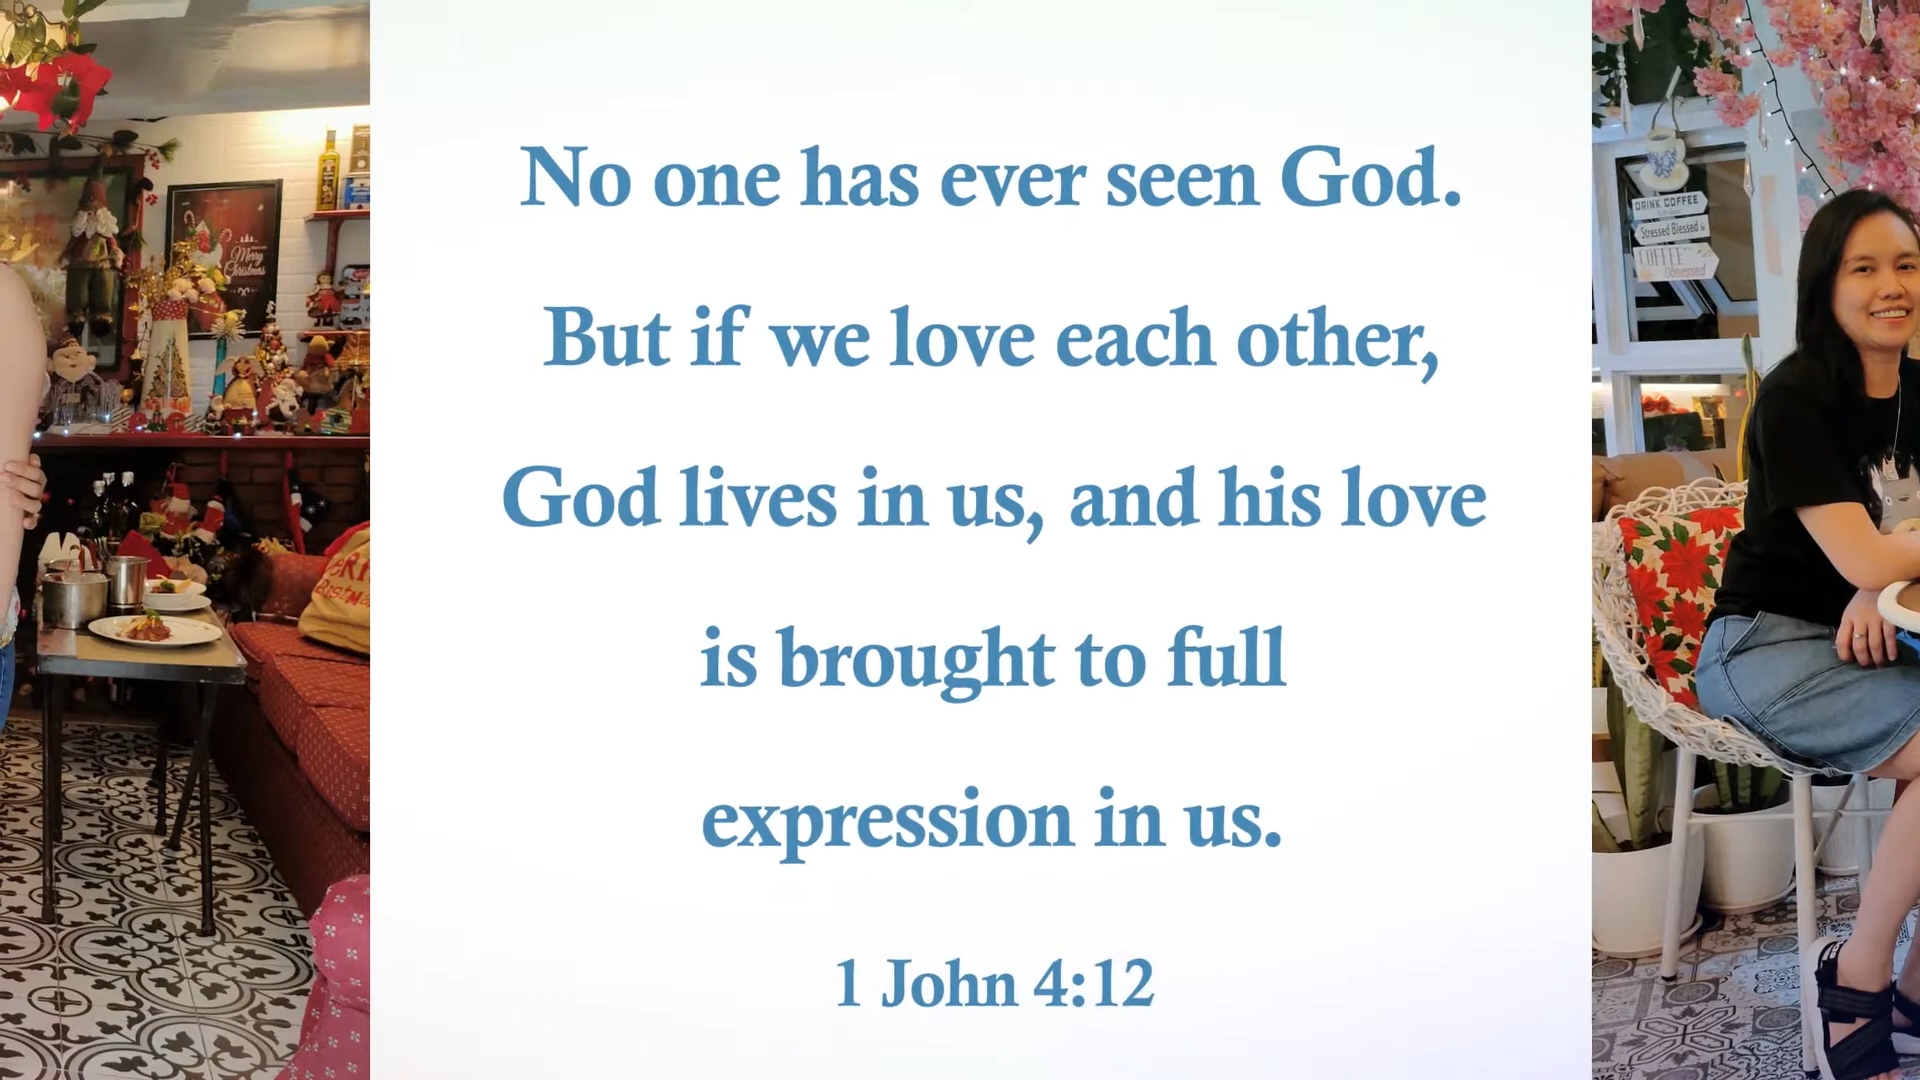 No one has ever seen God.
But if we love each other,
God lives in us, and his love
is brought to full
expression in us.
1 John 4:12
Merry
Christmas
DRINK COFFEE
Stressed Blessed &
COFFEE
Obsessed